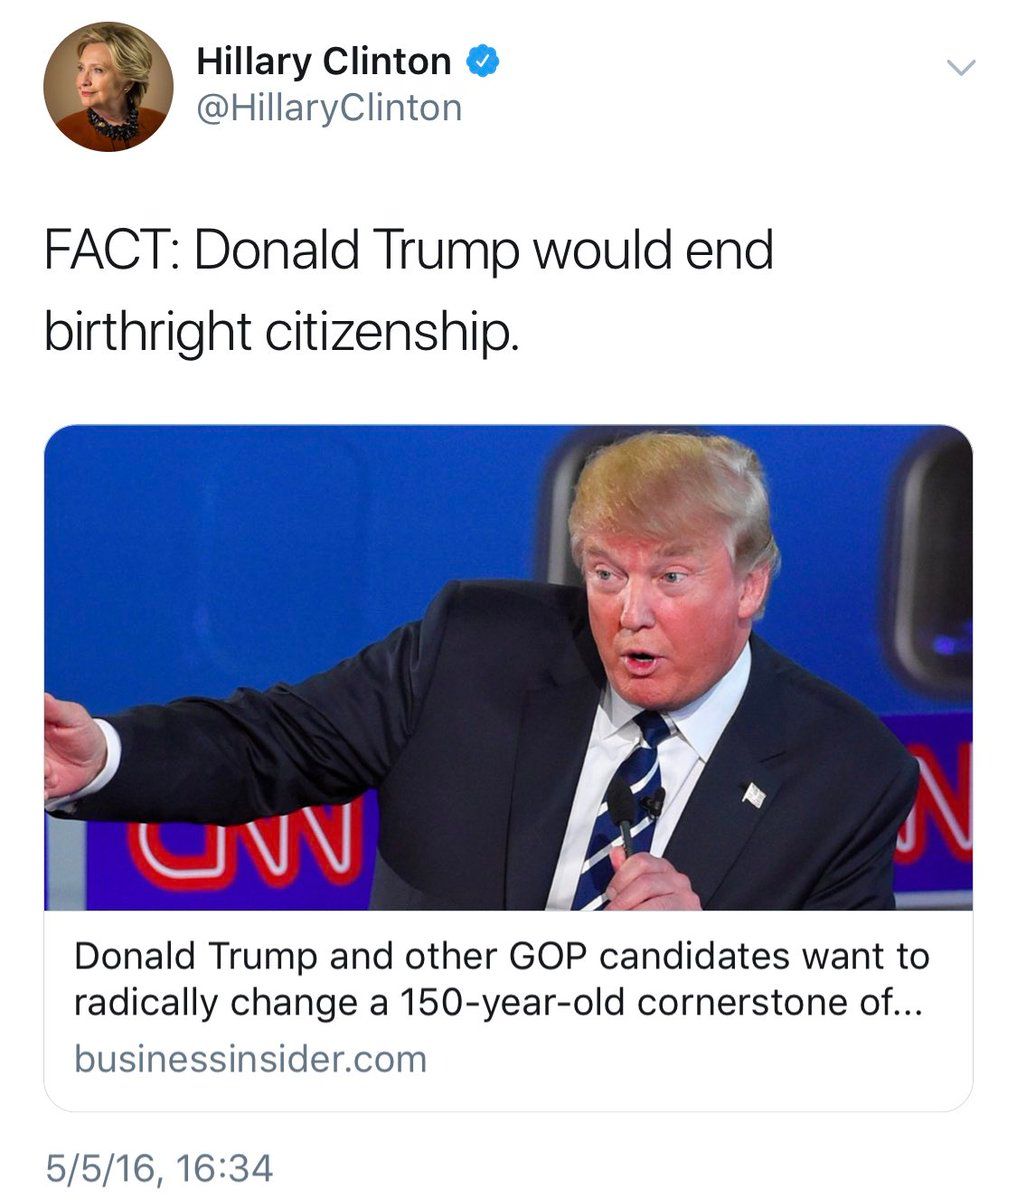 Hillary Clinton
@HillaryClinton
FACT: Donald Trump would end
birthright citizenship.
CNN
N
Donald Trump and other GOP candidates want to
radically change a 150-year-old cornerstone of...
businessinsider.com
5/5/16, 16:34